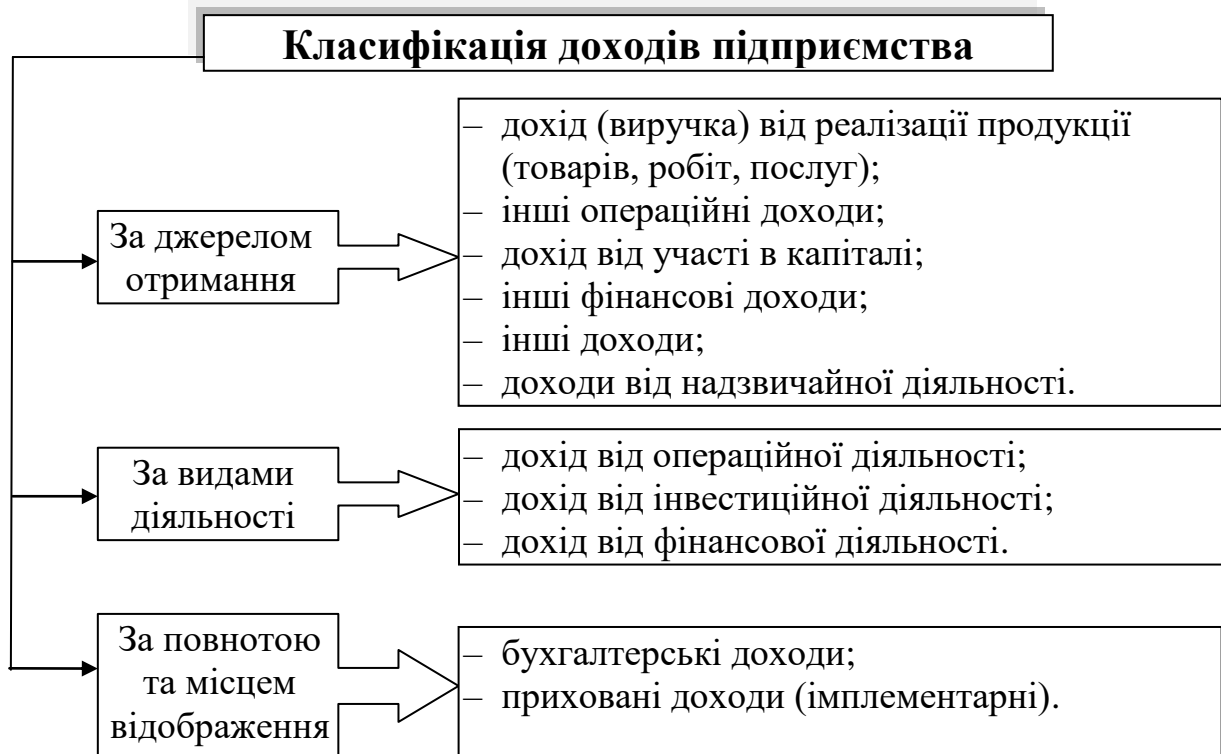 Класифікація доходів підприємства
За джерелом
отримання
– дохід (виручка) від реалізації продукції
(товарів, робіт, послуг);
– інші операційні доходи;
– дохід від участі в капіталі;
– інші фінансові доходи;
– інші доходи;
– доходи від надзвичайної діяльності.
За видами
діяльності
– дохід від операційної діяльності;
– дохід від інвестиційної діяльності;
– дохід від фінансової діяльності.
За повнотою
та місцем
відображення
– бухгалтерські доходи;
– приховані доходи (імплементарні).